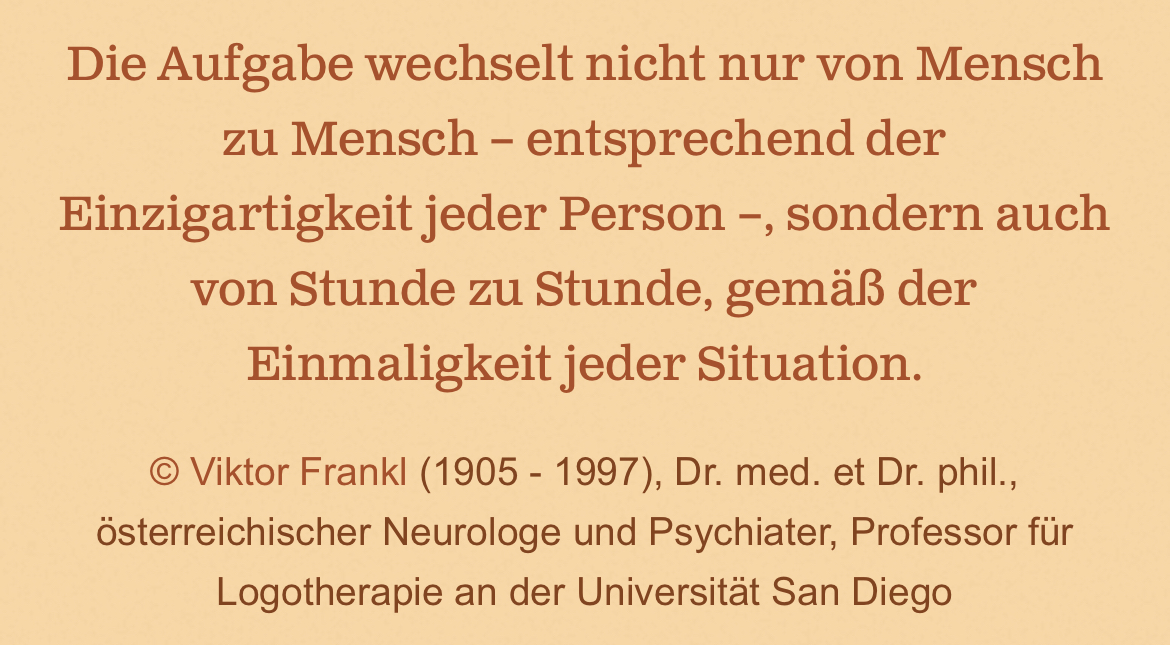 Die Aufgabe wechselt nicht nur von Mensch
zu Mensch – entsprechend der
Einzigartigkeit jeder Person –, sondern auch
von Stunde zu Stunde, gemäß der
Einmaligkeit jeder Situation.
© Viktor Frankl (1905 - 1997), Dr. med. et Dr. phil.,
österreichischer Neurologe und Psychiater, Professor für
Logotherapie an der Universität San Diego